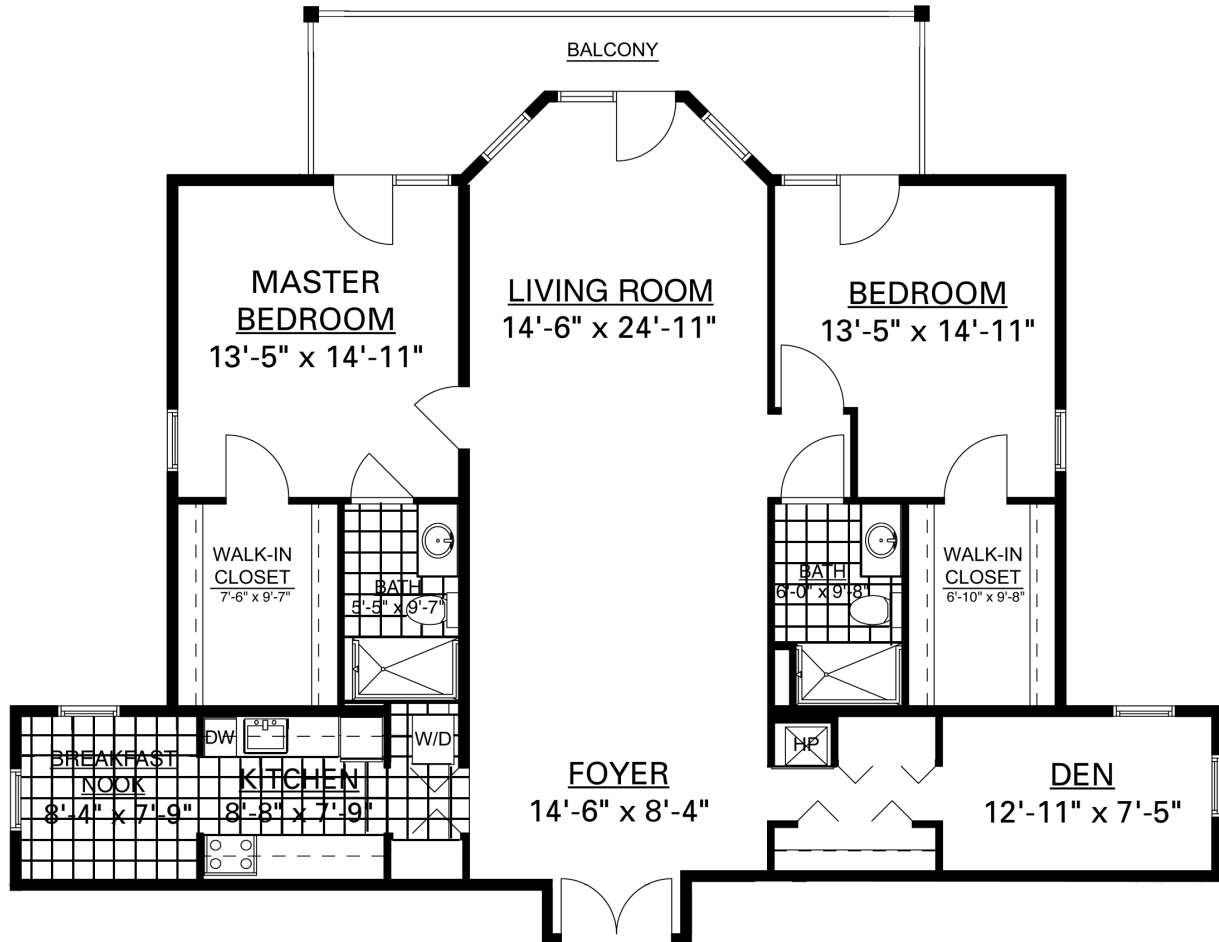 BALCONY
MASTER
BEDROOM
13'-5" x 14'-11"
LIVING ROOM
14'-6" x 24'-11"
BEDROOM
13'-5" x 14'-11"
WALK-IN
CLOSET
7'-6" x 9'-7"
BATH
5'-5" x 9'-7"
BATH
6'-0" x 9'-8"
WALK-IN
CLOSET
6'-10" x 9'-8"
BREAKFAST
NOOK
8'-4" x 7'-9"
DW
KITCHEN
8'-8" x 7'-9"
W/D
FOYER
14'-6" x 8'-4"
HP
DEN
12'-11" x 7'-5"